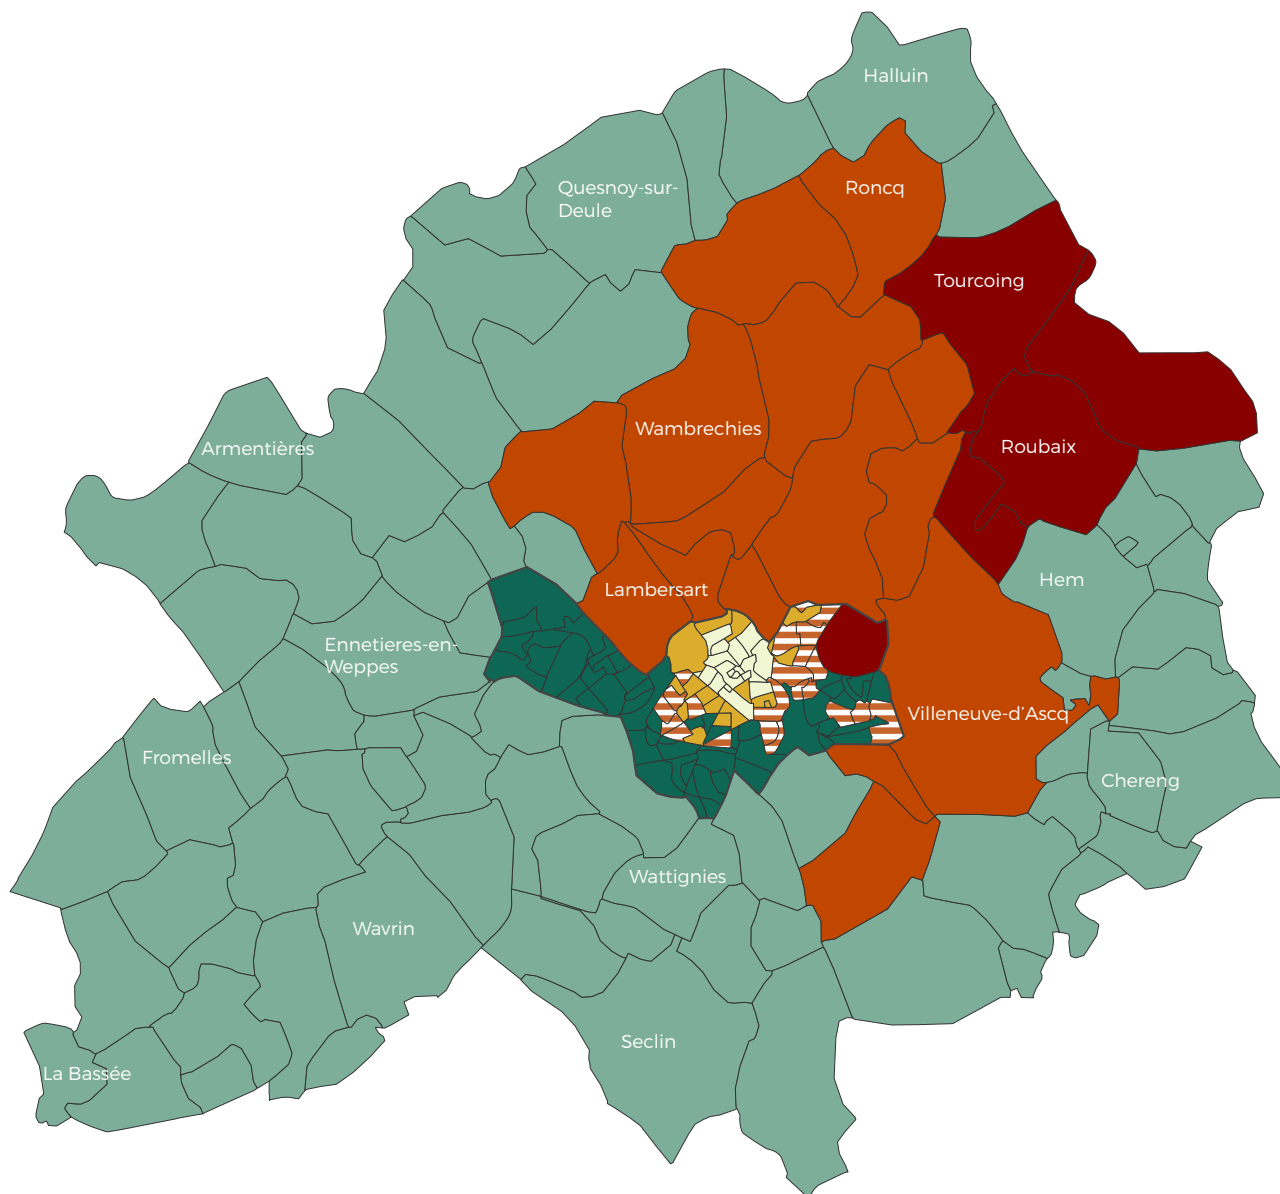 Halluin
Quesnoy-sur-
Deule
Roncq
Tourcoing
Wambrechies
Armentières
Roubaix
Lambersart
Hem
Ennetieres-en-
Weppes
Villeneuve-d'Ascq
Fromelles
Chereng
Wattignies
Wavrin
Seclin
La Bassée